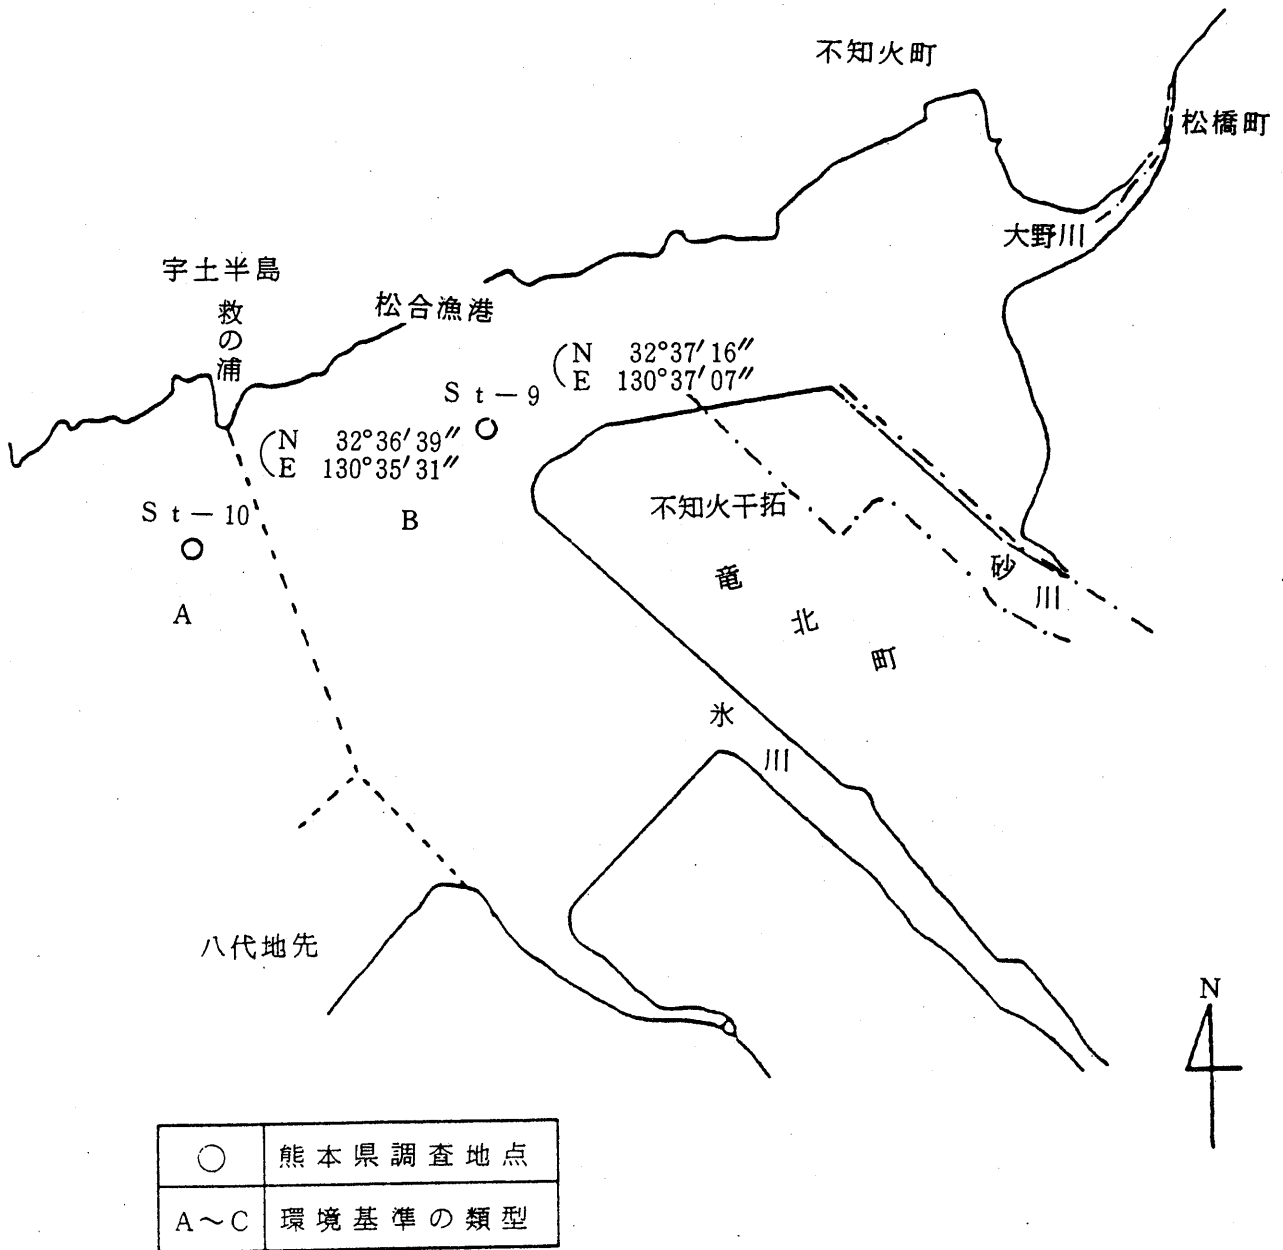 不知火町
松橋町
大野川
宇土半島
救の浦
松合漁港
N 32°37′16″
E 130°37′07″
St-9
N 32°36′39″
E 130°35′31″
St-10
B
A
不知火干拓
砂川
竜北町
氷川
八代地先
N
○ 熊本県調査地点
A~C 環境基準の類型